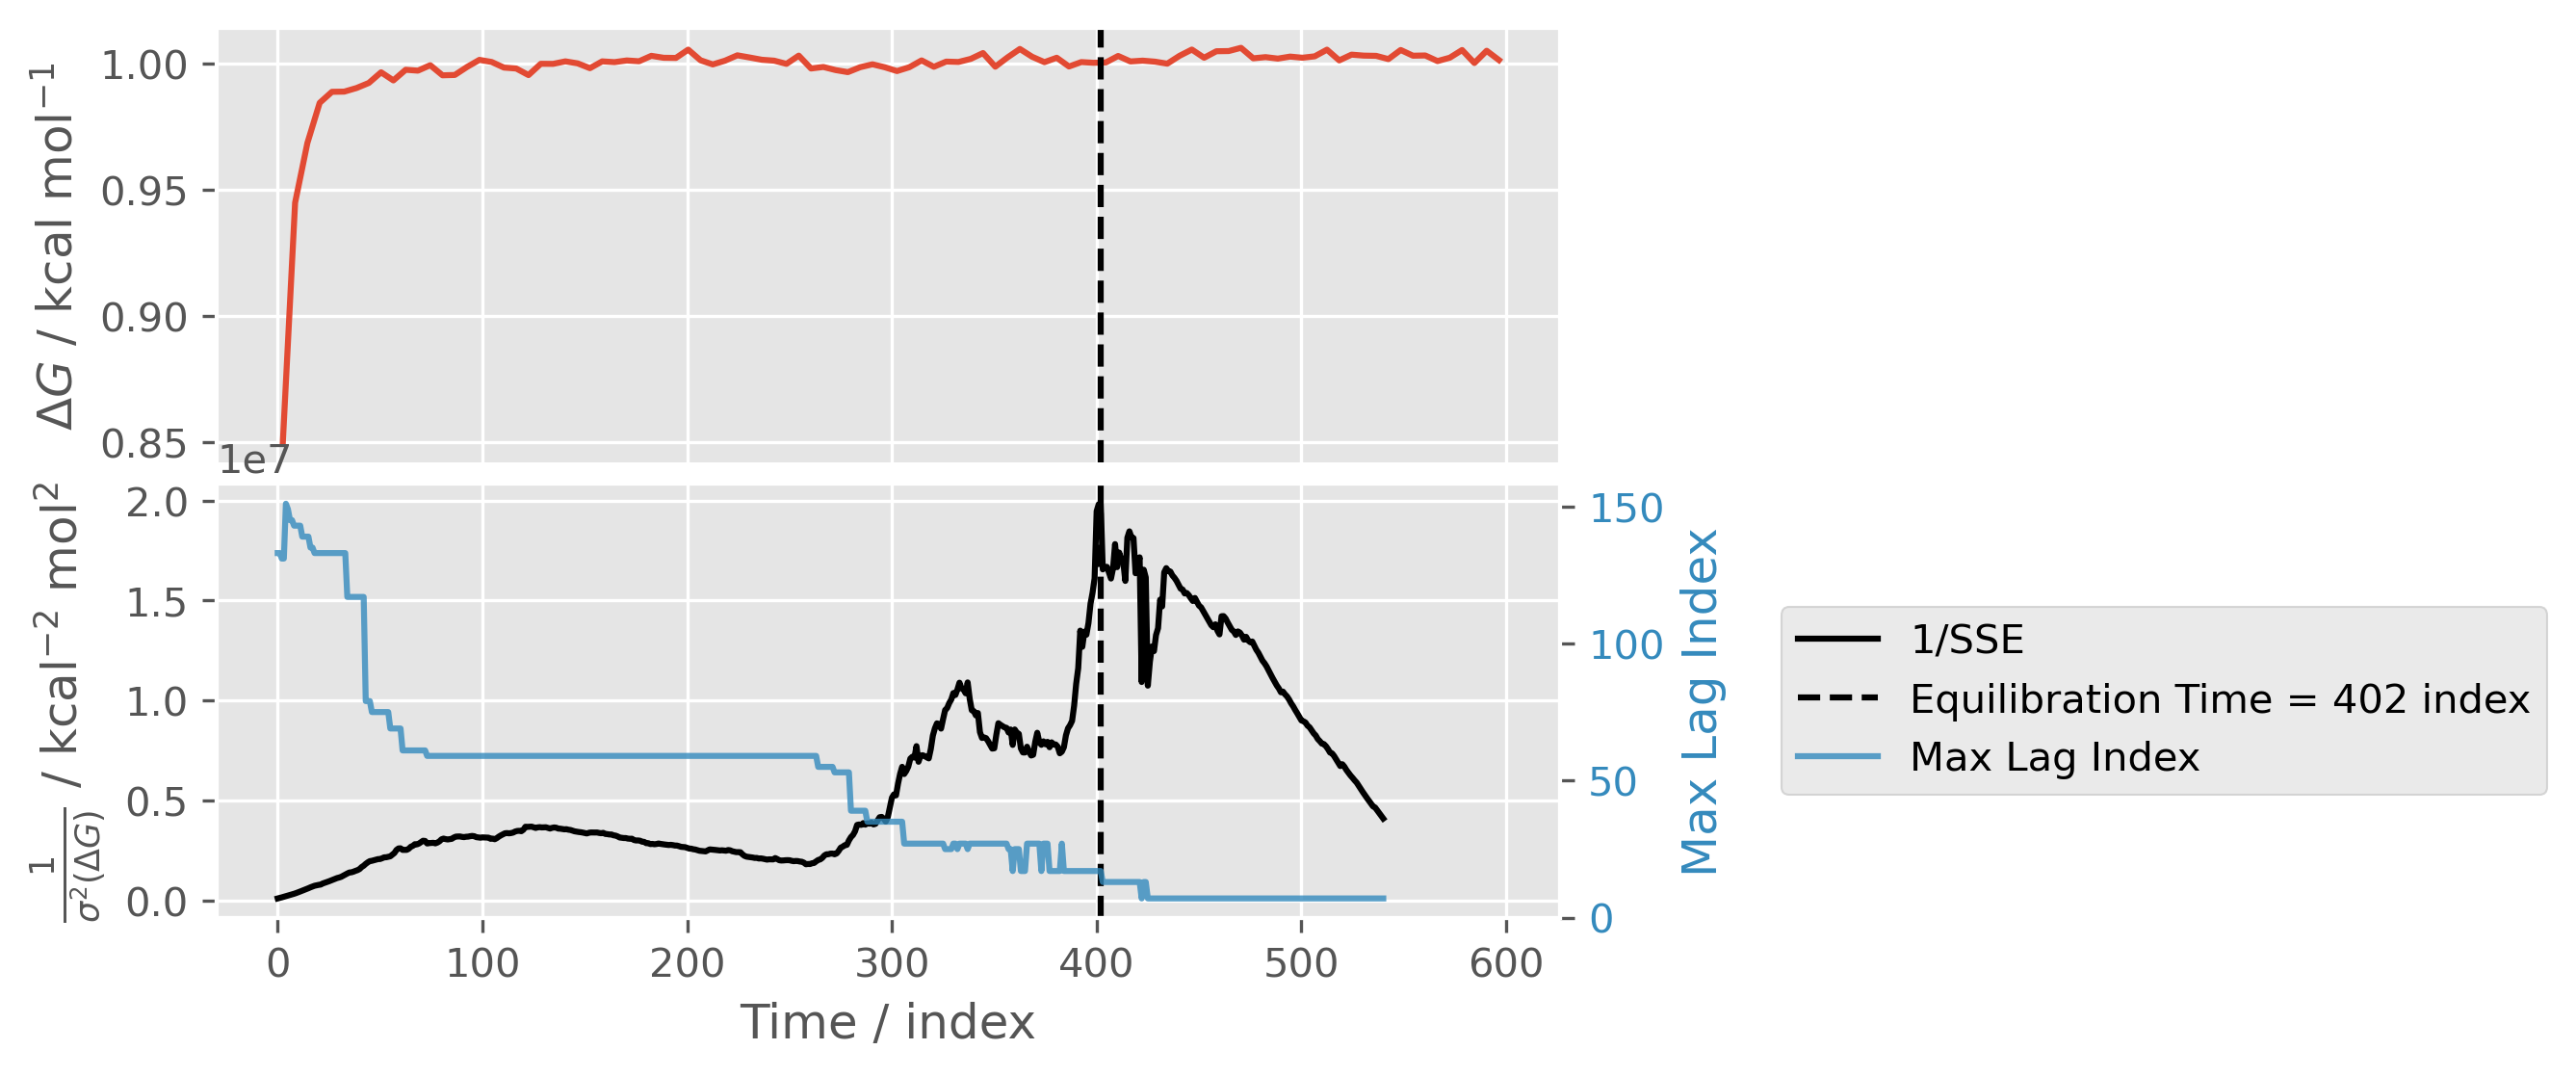 ΔG / kcal mol⁻¹
1.00
0.95
0.90
0.85
1e7
1/σ²(ΔG) / kcal⁻² mol²
2.0
1.5
1.0
0.5
0.0
150
100
50
0
Max Lag Index
0 100 200 300 400 500 600
Time / index
1/SSE
Equilibration Time = 402 index
Max Lag Index